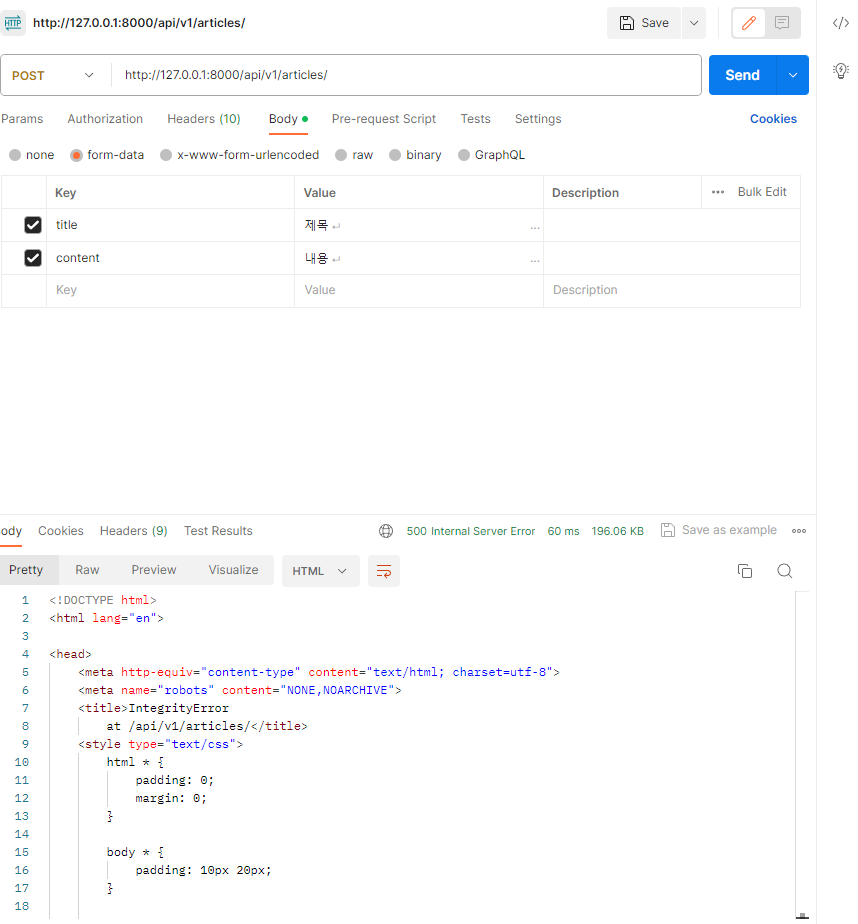 HTTP http://127.0.0.1:8000/api/v1/articles/ Save
POST http://127.0.0.1:8000/api/v1/articles/ Send
Params Authorization Headers (10) Body Pre-request Script Tests Settings Cookies
none form-data x-www-form-urlencoded raw binary GraphQL
Key Value Description ••• Bulk Edit
title 제목 ↵ ...
content 내용 ↵ ...
Key Value Description
ody Cookies Headers (9) Test Results 500 Internal Server Error 60 ms 196.06 KB Save as example •••
Pretty Raw Preview Visualize HTML
1 <!DOCTYPE html>
2 <html lang="en">
3
4 <head>
5 <meta http-equiv="content-type" content="text/html; charset=utf-8">
6 <meta name="robots" content="NONE,NOARCHIVE">
7 <title>IntegrityError
8 at /api/v1/articles/</title>
9 <style type="text/css">
10 html * {
11 padding: 0;
12 margin: 0;
13 }
14
15 body * {
16 padding: 10px 20px;
17 }
18